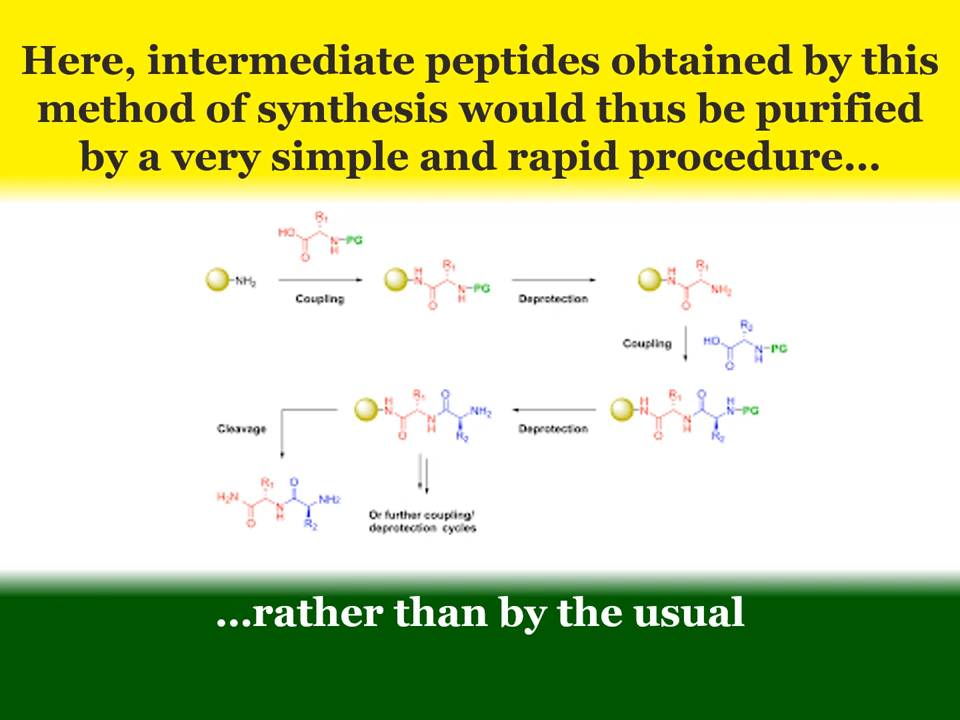 Here, intermediate peptides obtained by this
method of synthesis would thus be purified
by a very simple and rapid procedure...
R₁
HO
N PG
O H
NH₂
Coupling
H R₁
N
N PG
O H
Deprotection
H R₁
N
NH₂
O
Coupling
R₂
HO
N PG
O H
H R₁ O
N
N
NH₂
O H R₂
Deprotection
H R₁ O H
N
N
N PG
O H R₂
Cleavage
R₁ O
H₂N
N
NH₂
O H R₂
Or further coupling/
deprotection cycles
...rather than by the usual